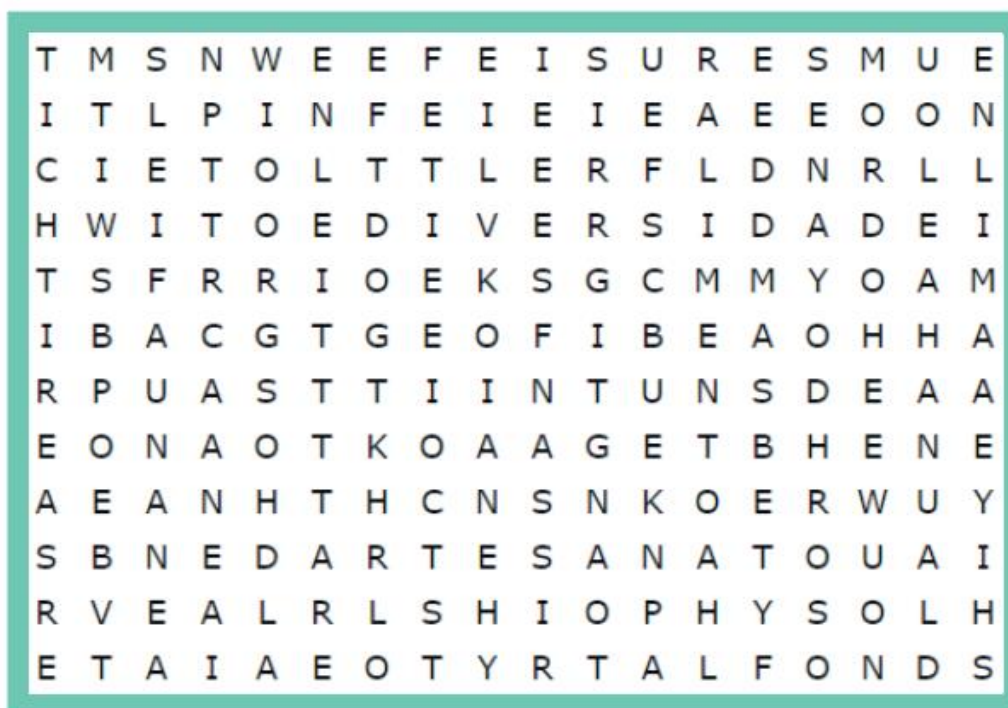 T M S N W E E F E I S U R E S M U E
I T L P I N F E I E I E A E E O O N
C I E T O L T T L E R F L D N R L L
H W I T O E D I V E R S I D A D E I
T S F R R I O E K S G C M M Y O A M
I B A C G T G E O F I B E A O H H A
R P U A S T T I I N T U N S D E A A
E O N A O T K O A A G E T B H E N E
A E A N H T H C N S N K O E R W U Y
S B N E D A R T E S A N A T O U A I
R V E A L R L S H I O P H Y S O L H
E T A I A E O T Y R T A L F O N D S